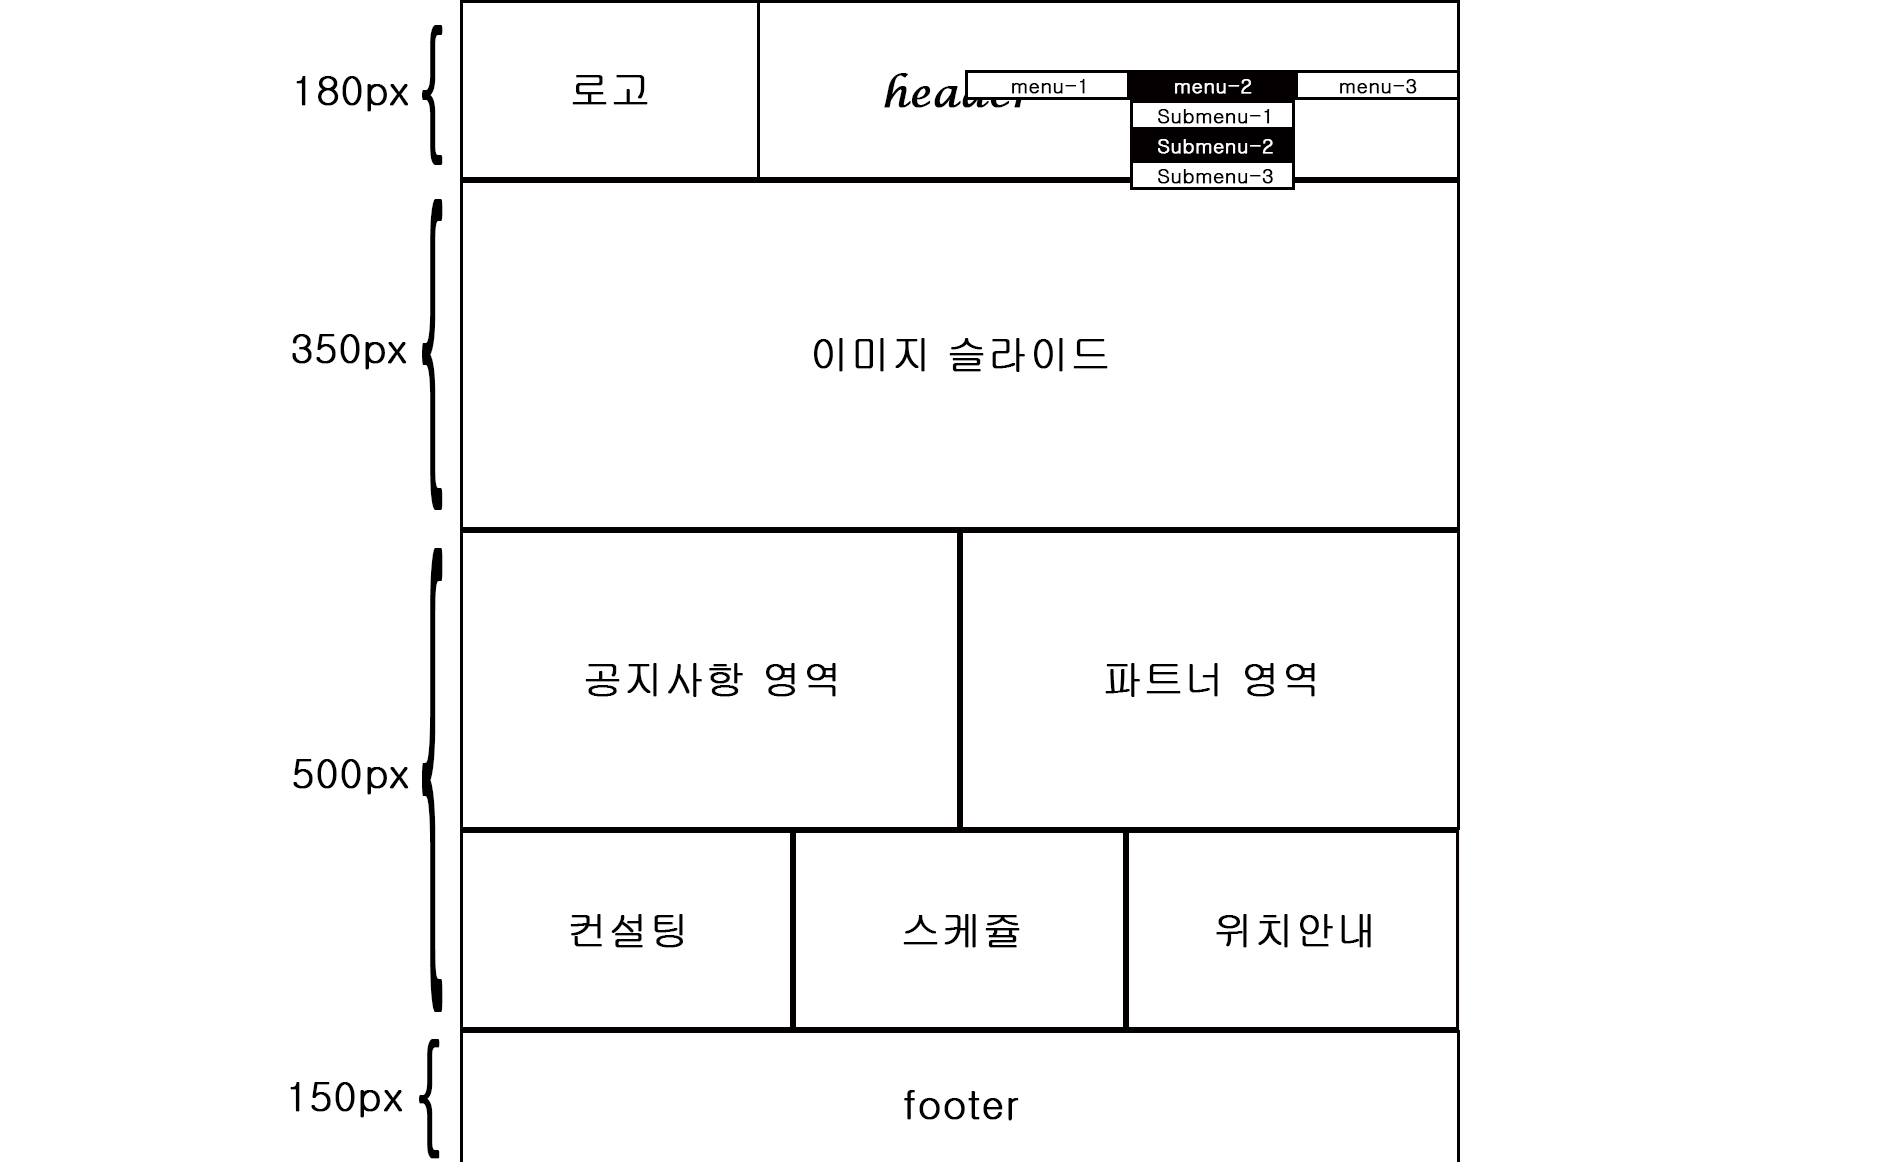 180px
로고
header
menu-1
menu-2
menu-3
Submenu-1
Submenu-2
Submenu-3
350px
이미지 슬라이드
500px
공지사항 영역
파트너 영역
컨설팅
스케쥴
위치안내
150px
footer